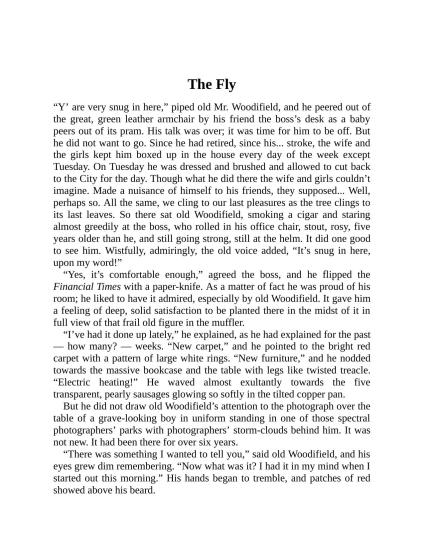 The Fly
“Y’ are very snug in here,” piped old Mr. Woodifield, and he peered out of
the great, green leather armchair by his friend the boss’s desk as a baby
peers out of its pram. His talk was over; it was time for him to be off. But
he did not want to go. Since he had retired, since his... stroke, the wife and
the girls kept him boxed up in the house every day of the week except
Tuesday. On Tuesday he was dressed and brushed and allowed to cut back
to the City for the day. Though what he did there the wife and girls couldn’t
imagine. Made a nuisance of himself to his friends, they supposed... Well,
perhaps so. All the same, we cling to our last pleasures as the tree clings to
its last leaves. So there sat old Woodifield, smoking a cigar and staring
almost greedily at the boss, who rolled in his office chair, stout, rosy, five
years older than he, and still going strong, still at the helm. It did one good
to see him. Wistfully, admiringly, the old voice added, “It’s snug in here,
upon my word!”
“Yes, it’s comfortable enough,” agreed the boss, and he flipped the
Financial Times with a paper-knife. As a matter of fact he was proud of his
room; he liked to have it admired, especially by old Woodifield. It gave him
a feeling of deep, solid satisfaction to be planted there in the midst of it in
full view of that frail old figure in the muffler.
“I’ve had it done up lately,” he explained, as he had explained for the past
— how many? — weeks. “New carpet,” and he pointed to the bright red
carpet with a pattern of large white rings. “New furniture,” and he nodded
towards the massive bookcase and the table with legs like twisted treacle.
“Electric heating!” He waved almost exultantly towards the five
transparent, pearly sausages glowing so softly in the tilted copper pan.
But he did not draw old Woodifield’s attention to the photograph over the
table of a grave-looking boy in uniform standing in one of those spectral
photographers’ parks with photographers’ storm-clouds behind him. It was
not new. It had been there for over six years.
“There was something I wanted to tell you,” said old Woodifield, and his
eyes grew dim remembering. “Now what was it? I had it in my mind when I
started out this morning.” His hands began to tremble, and patches of red
showed above his beard.